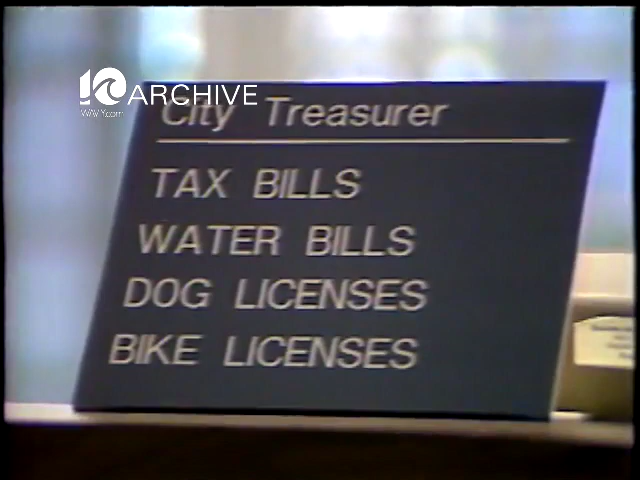 10 ARCHIVE
WAVY.com
City Treasurer
TAX BILLS
WATER BILLS
DOG LICENSES
BIKE LICENSES